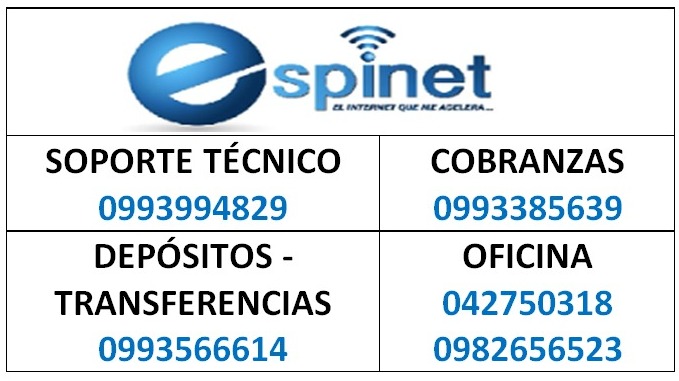 espinet
EL INTERNET QUE ME ACELERA...
SOPORTE TÉCNICO
0993994829
COBRANZAS
0993385639
DEPÓSITOS -
TRANSFERENCIAS
0993566614
OFICINA
042750318
0982656523